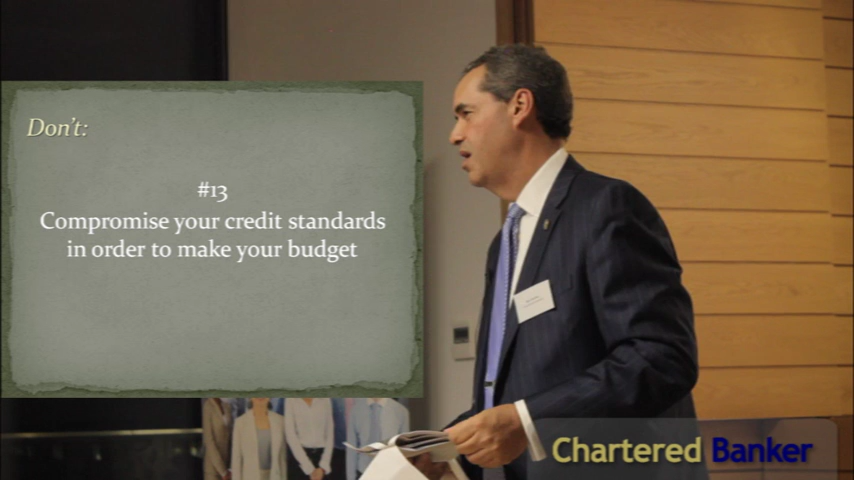 Don't:
#13
Compromise your credit standards
in order to make your budget
Chartered Banker